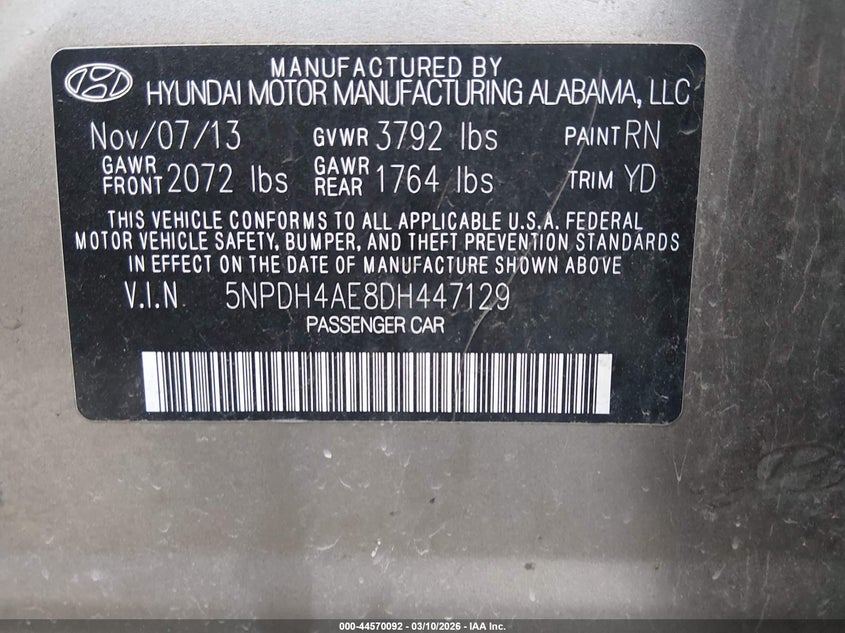 MANUFACTURED BY
HYUNDAI MOTOR MANUFACTURING ALABAMA, LLC
Nov/07/13 GVWR 3792 lbs PAINT RN
GAWR FRONT 2072 lbs GAWR REAR 1764 lbs TRIM YD
THIS VEHICLE CONFORMS TO ALL APPLICABLE U.S.A. FEDERAL
MOTOR VEHICLE SAFETY, BUMPER, AND THEFT PREVENTION STANDARDS
IN EFFECT ON THE DATE OF MANUFACTURE SHOWN ABOVE
V.I.N 5NPDH4AE8DH447129
PASSENGER CAR
000-44570092 - 03/10/2026 - IAA Inc.